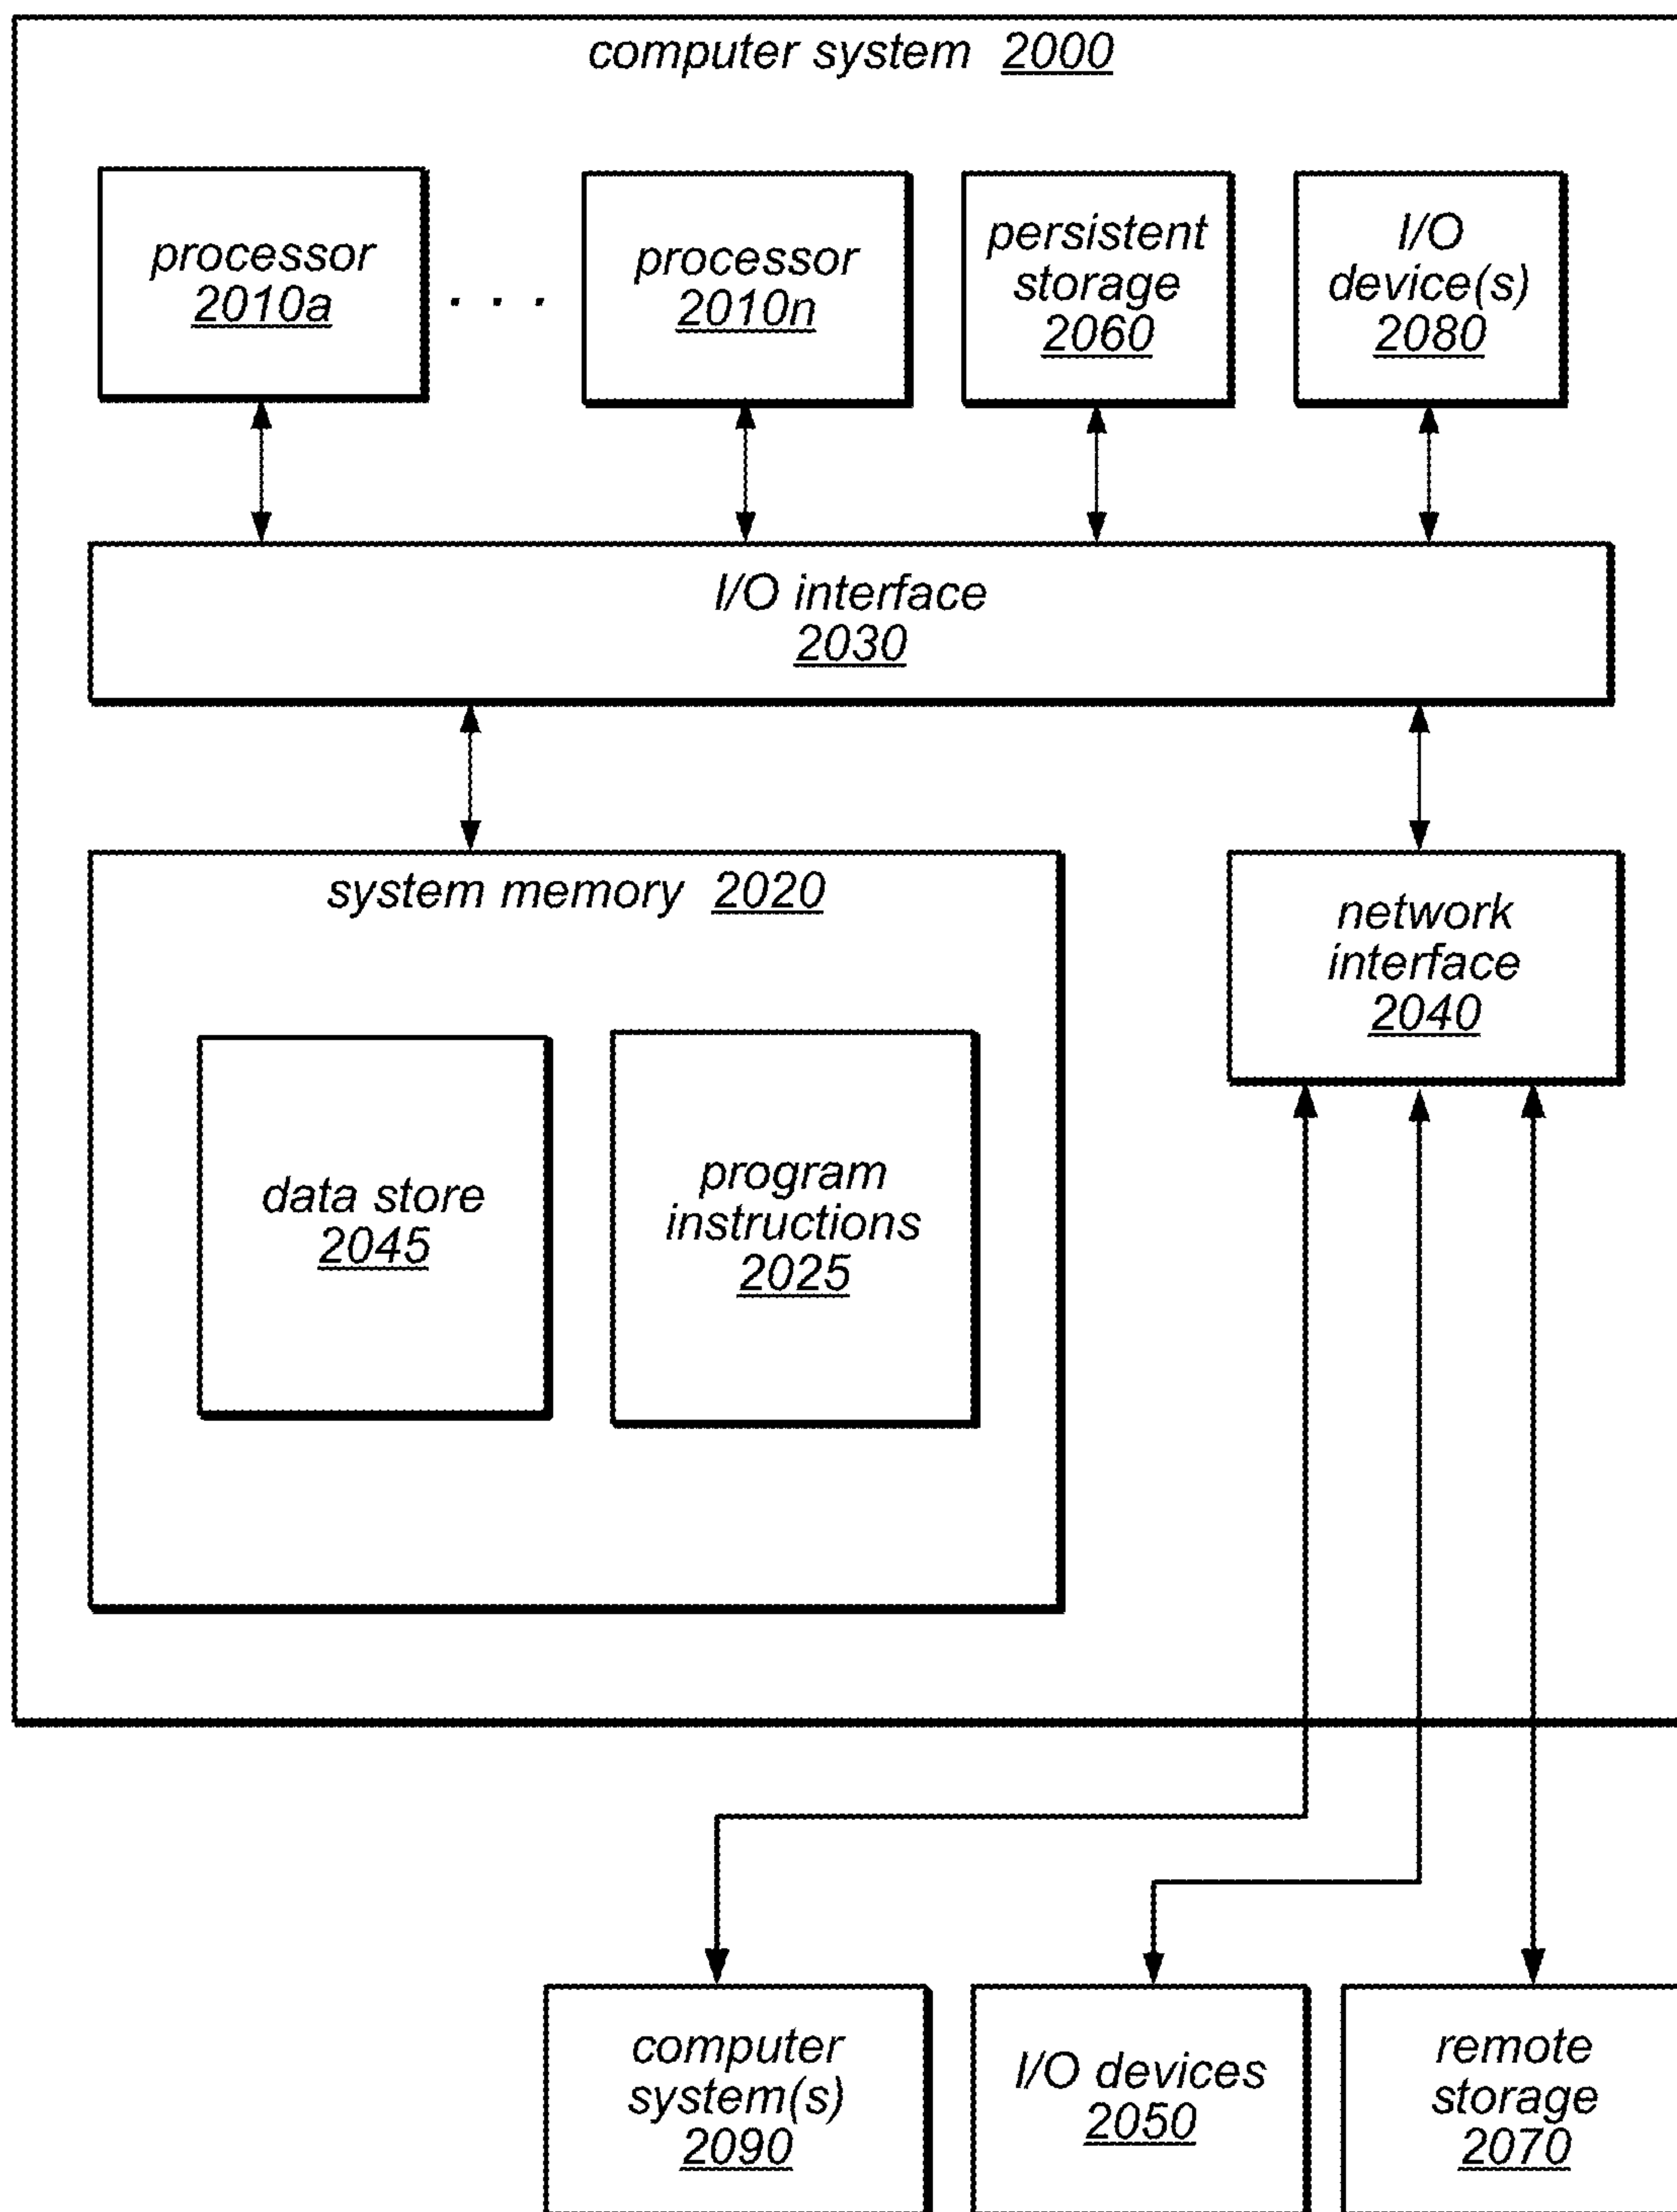 computer system 2000
processor
2010a
. . .
processor
2010n
persistent
storage
2060
I/O
device(s)
2080
I/O interface
2030
system memory 2020
data store
2045
program
instructions
2025
network
interface
2040
computer
system(s)
2090
I/O devices
2050
remote
storage
2070